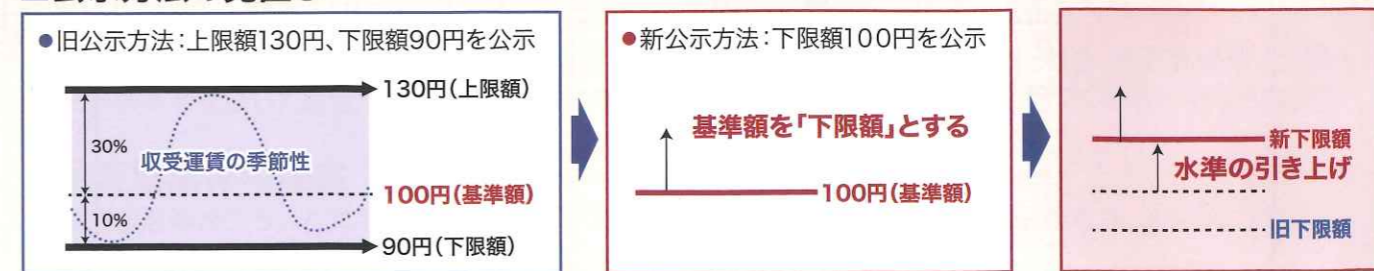 ●旧公示方法:上限額130円、下限額90円を公示
130円(上限額)
30%
収受運賃の季節性
100円(基準額)
10%
90円(下限額)
●新公示方法:下限額100円を公示
基準額を「下限額」とする
100円(基準額)
新下限額
水準の引き上げ
旧下限額